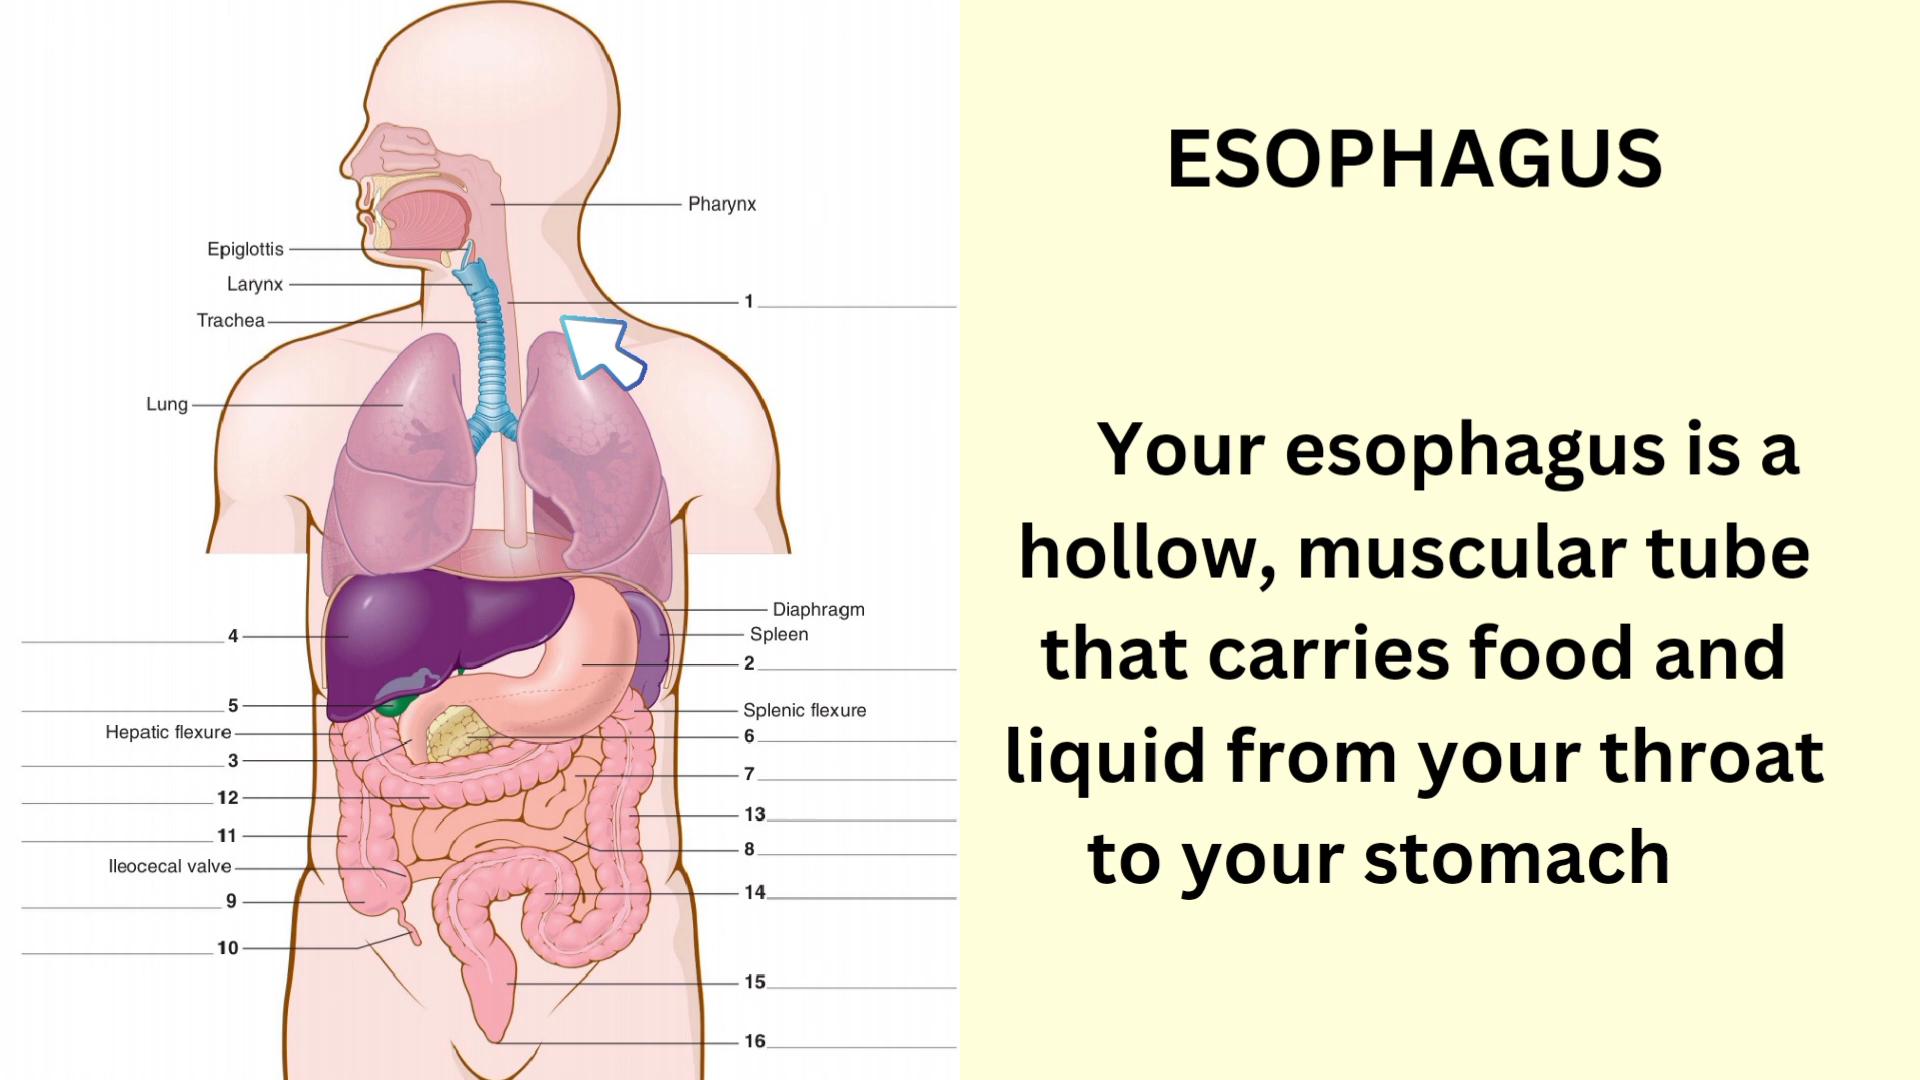 Pharynx
Epiglottis
Larynx
1
Trachea
Lung
Diaphragm
4
Spleen
2
5
Splenic flexure
Hepatic flexure
6
3
7
12
13
11
8
Ileocecal valve
14
9
10
15
16
ESOPHAGUS
Your esophagus is a
hollow, muscular tube
that carries food and
liquid from your throat
to your stomach